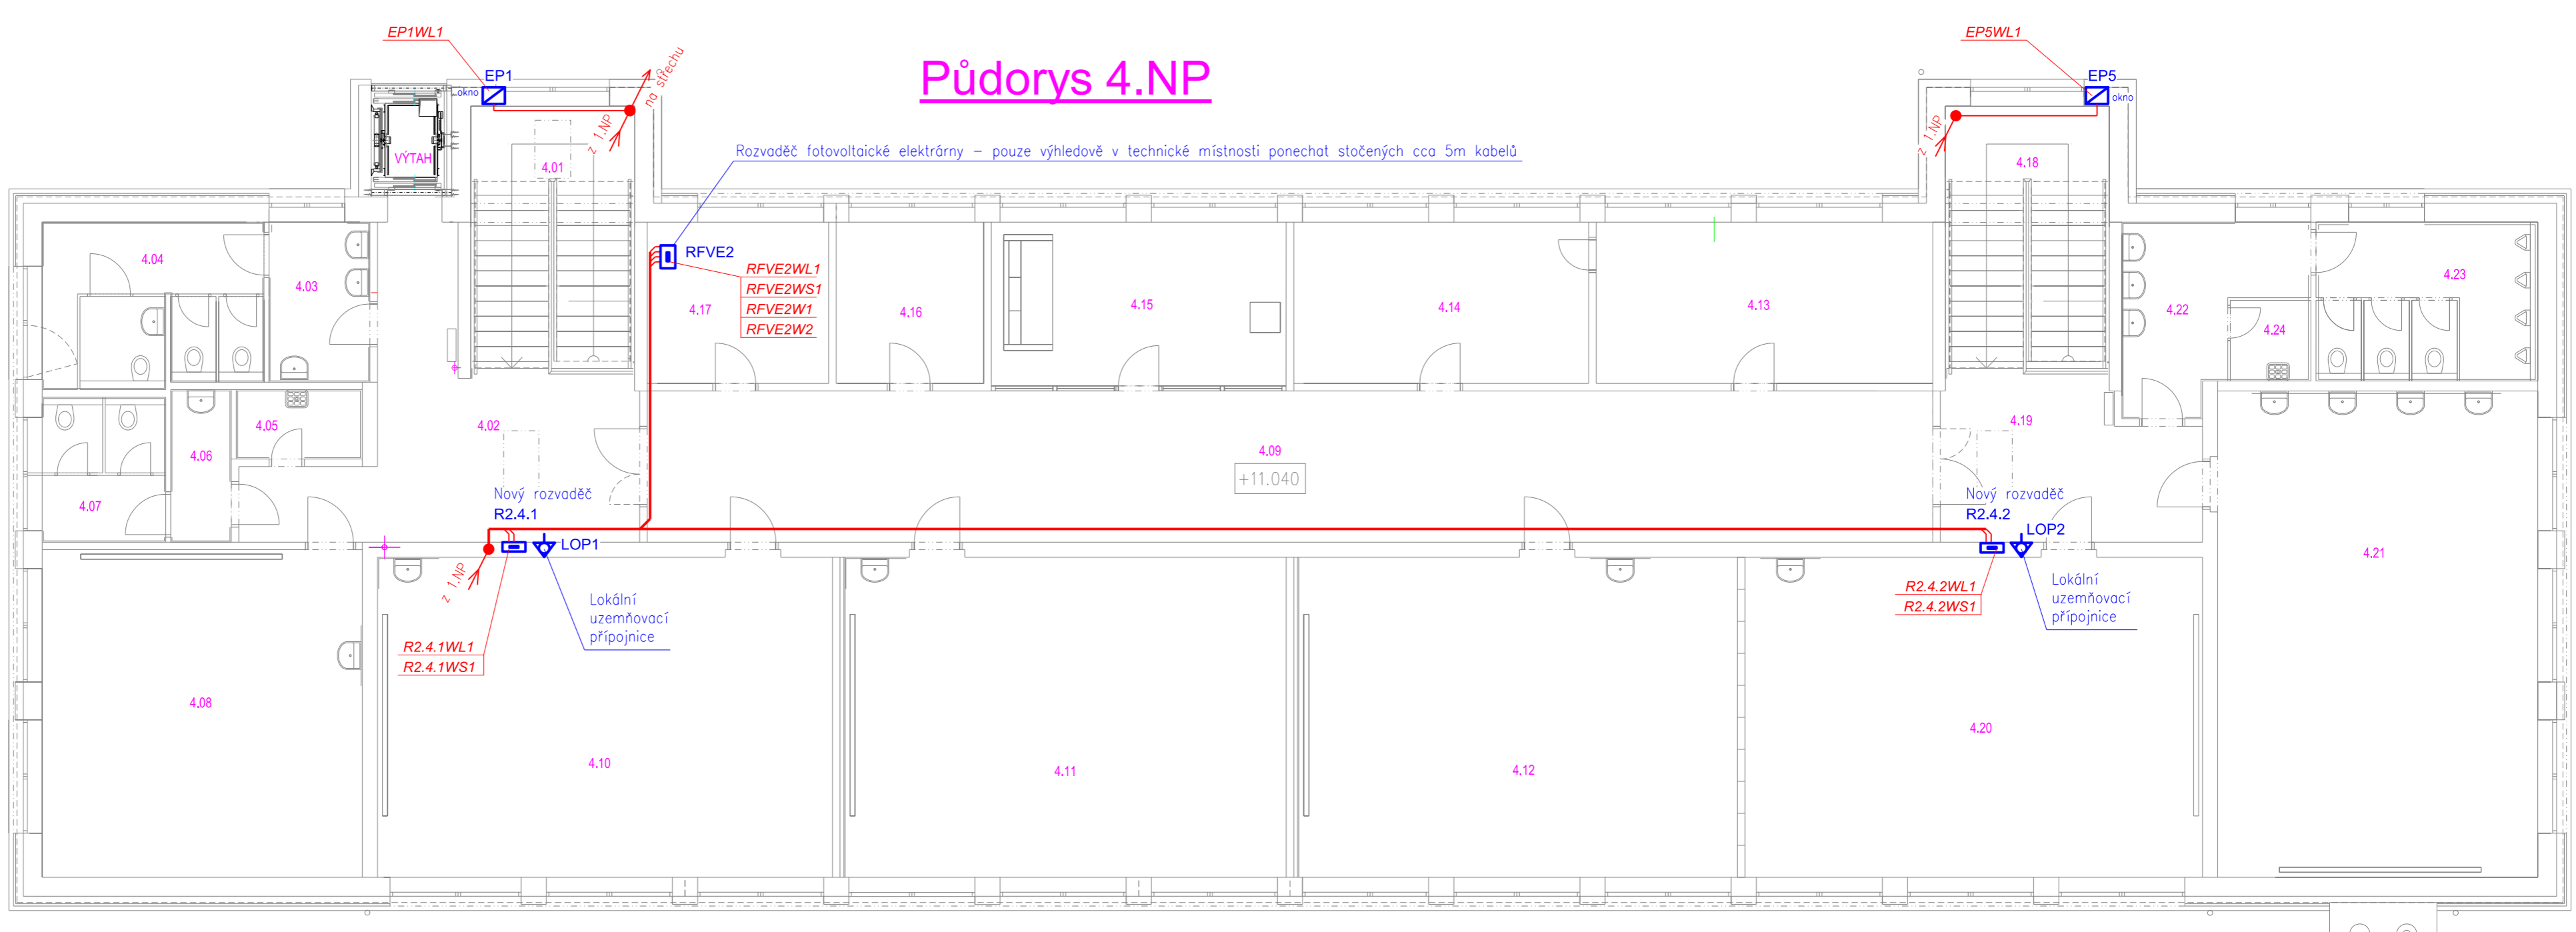 EP1WL1
EP5WL1
Půdorys 4.NP
EP1
okno
na střechu
z 1.NP
EP5
okno
z 1.NP
VÝTAH
4.01
Rozvaděč fotovoltaické elektrárny – pouze výhledově v technické místnosti ponechat stočených cca 5m kabelů
4.18
RFVE2
RFVE2WL1
RFVE2WS1
RFVE2W1
RFVE2W2
4.04
4.03
4.17
4.16
4.15
4.14
4.13
4.22
4.23
4.24
4.05
4.02
4.06
4.07
4.09
+11.040
4.19
Nový rozvaděč
R2.4.1
LOP1
z 1.NP
Nový rozvaděč
R2.4.2
LOP2
4.21
Lokální
uzemňovací
přípojnice
R2.4.1WL1
R2.4.1WS1
R2.4.2WL1
R2.4.2WS1
Lokální
uzemňovací
přípojnice
4.08
4.10
4.11
4.12
4.20